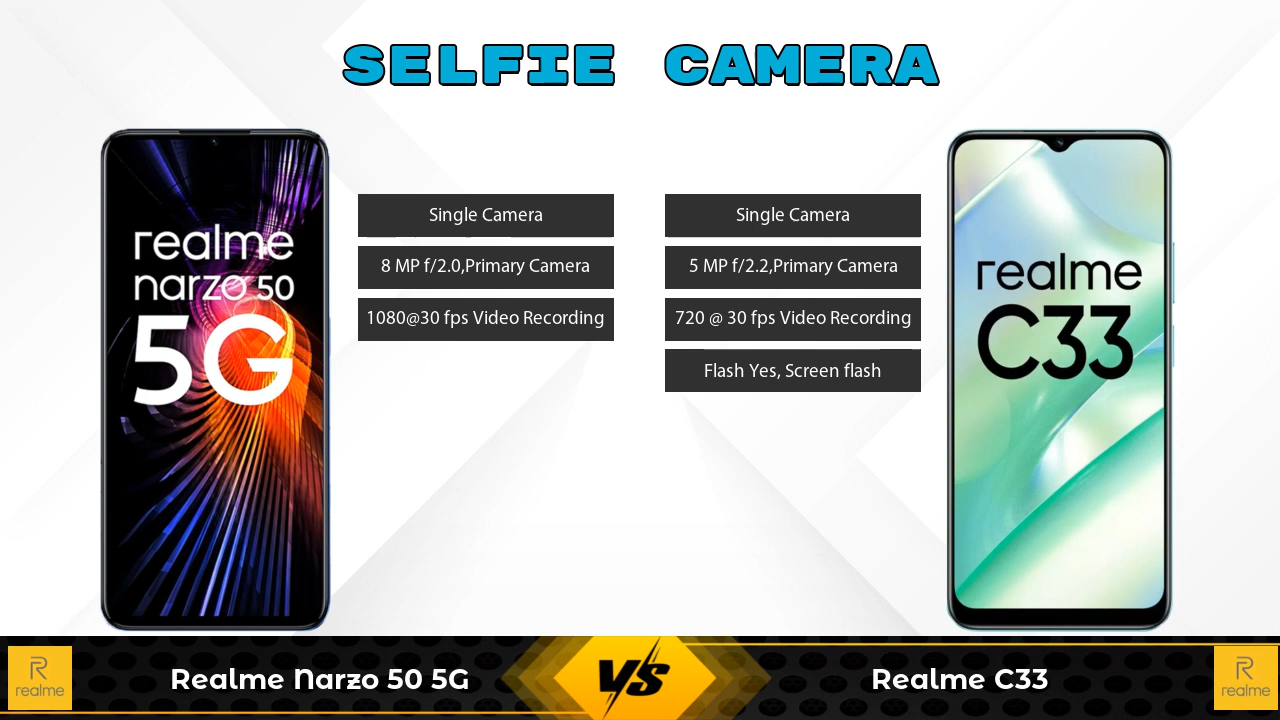 SELFIE CAMERA
realme
narzo 50
5G
Single Camera
8 MP f/2.0,Primary Camera
1080@30 fps Video Recording
Single Camera
5 MP f/2.2,Primary Camera
720 @ 30 fps Video Recording
Flash Yes, Screen flash
realme
C33
R
realme
Realme Narzo 50 5G
VS
Realme C33
R
realme